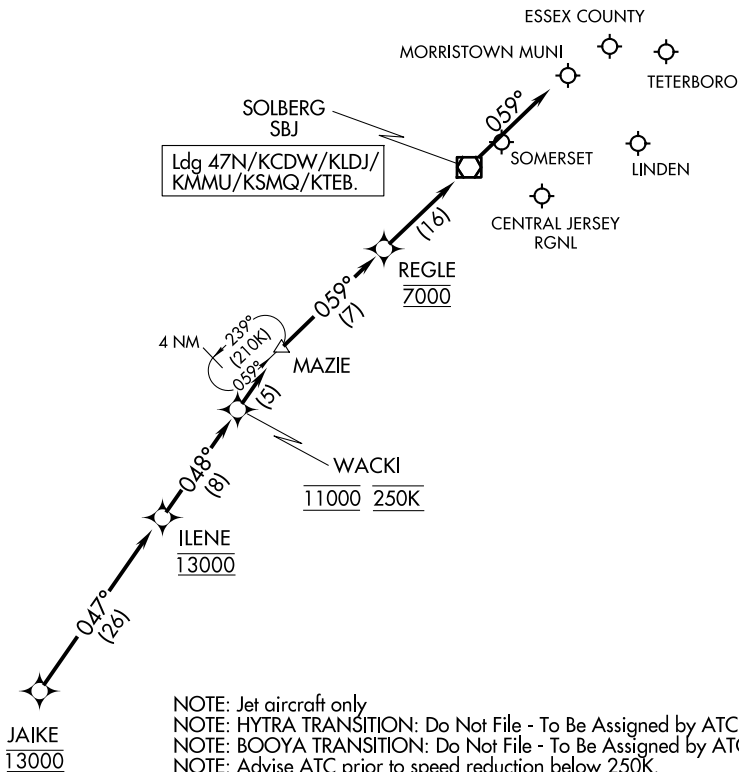 ESSEX COUNTY
MORRISTOWN MUNI
TETERBORO
SOLBERG
SBJ
059°
Ldg 47N/KCDW/KLDJ/
KMMU/KSMQ/KTEB.
SOMERSET
LINDEN
CENTRAL JERSEY
RGNL
(16)
REGLE
7000
059°
(7)
4 NM
239°
(210K)
059°
MAZIE
(5)
WACKI
11000 250K
048°
(8)
ILENE
13000
047°
(26)
JAIKE
13000
NOTE: Jet aircraft only
NOTE: HYTRA TRANSITION: Do Not File - To Be Assigned by ATC
NOTE: BOOYA TRANSITION: Do Not File - To Be Assigned by ATC
NOTE: Advise ATC prior to speed reduction below 250K.